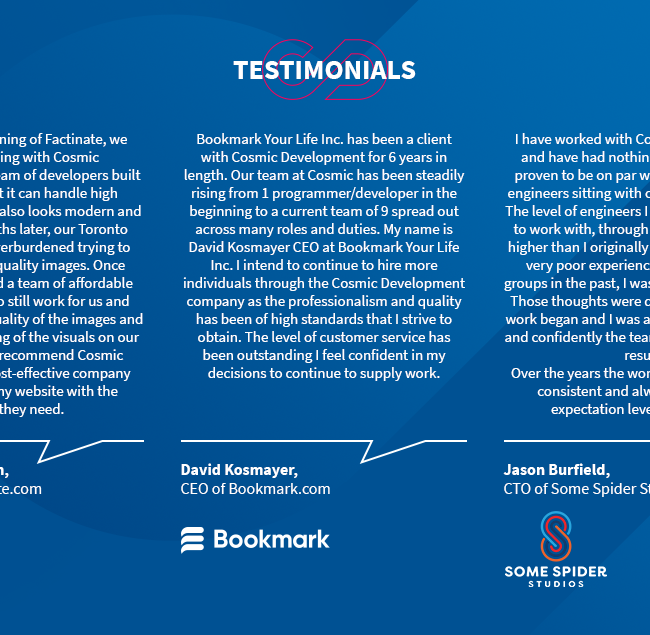 TESTIMONIALS
ning of Factinate, we
ing with Cosmic
eam of developers built
t it can handle high
also looks modern and
ths later, our Toronto
verburdened trying to
quality images. Once
d a team of affordable
o still work for us and
uality of the images and
ng of the visuals on our
recommend Cosmic
ost-effective company
ny website with the
they need.
n,
te.com
Bookmark Your Life Inc. has been a client
with Cosmic Development for 6 years in
length. Our team at Cosmic has been steadily
rising from 1 programmer/developer in the
beginning to a current team of 9 spread out
across many roles and duties. My name is
David Kosmayer CEO at Bookmark Your Life
Inc. I intend to continue to hire more
individuals through the Cosmic Development
company as the professionalism and quality
has been of high standards that I strive to
obtain. The level of customer service has
been outstanding I feel confident in my
decisions to continue to supply work.
David Kosmayer,
CEO of Bookmark.com
Bookmark
I have worked with Co
and have had nothin
proven to be on par w
engineers sitting with o
The level of engineers I
to work with, through
higher than I originally
very poor experienc
groups in the past, I was
Those thoughts were q
work began and I was a
and confidently the tea
resu
Over the years the wor
consistent and alw
expectation leve
Jason Burfield,
CTO of Some Spider St
SOME SPIDER
STUDIOS